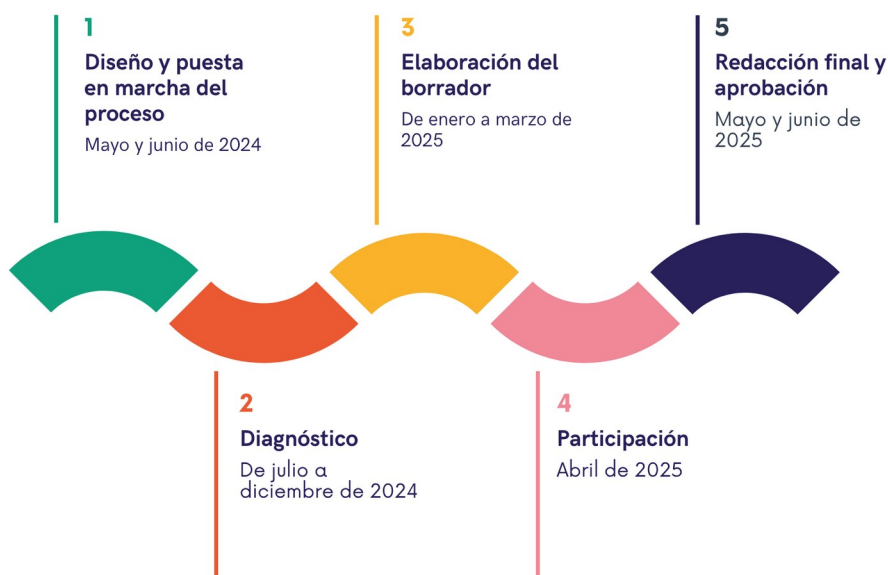 1
Diseño y puesta
en marcha del
proceso
Mayo y junio de 2024
2
Diagnóstico
De julio a
diciembre de 2024
3
Elaboración del
borrador
De enero a marzo de
2025
4
Participación
Abril de 2025
5
Redacción final y
aprobación
Mayo y junio de
2025